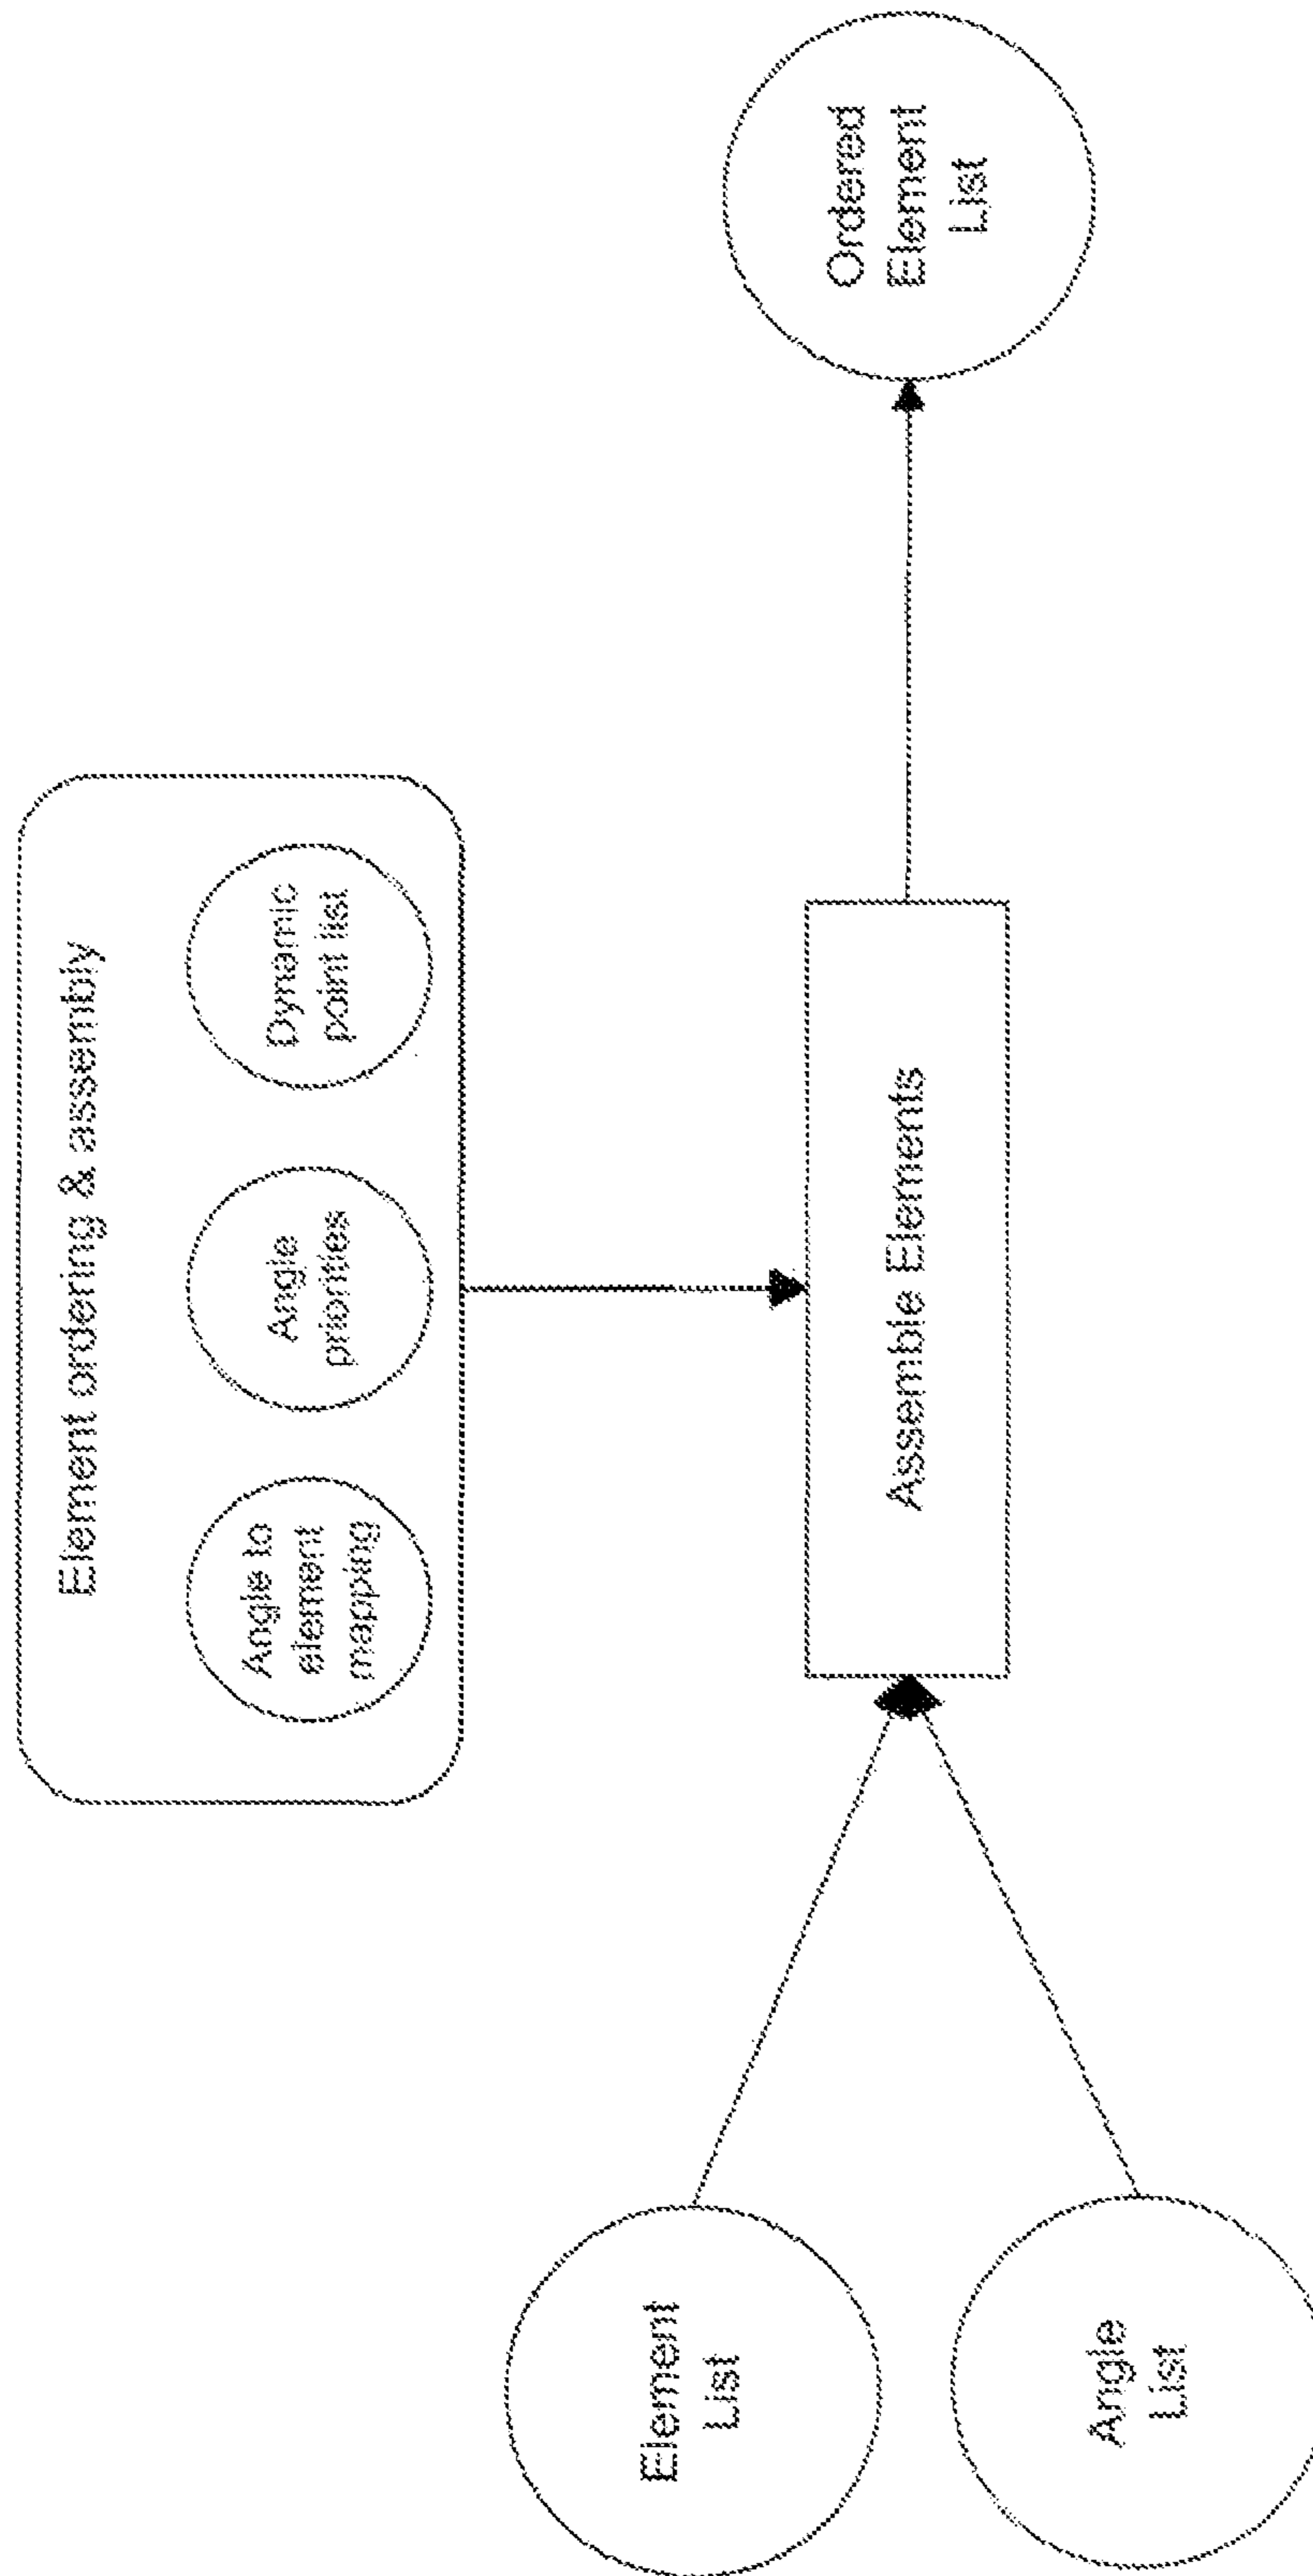 Element ordering & assembly
Angle to
element
mapping
Angle
priorities
Dynamic
point list
Element
List
Angle
List
Assemble Elements
Ordered
Element
List